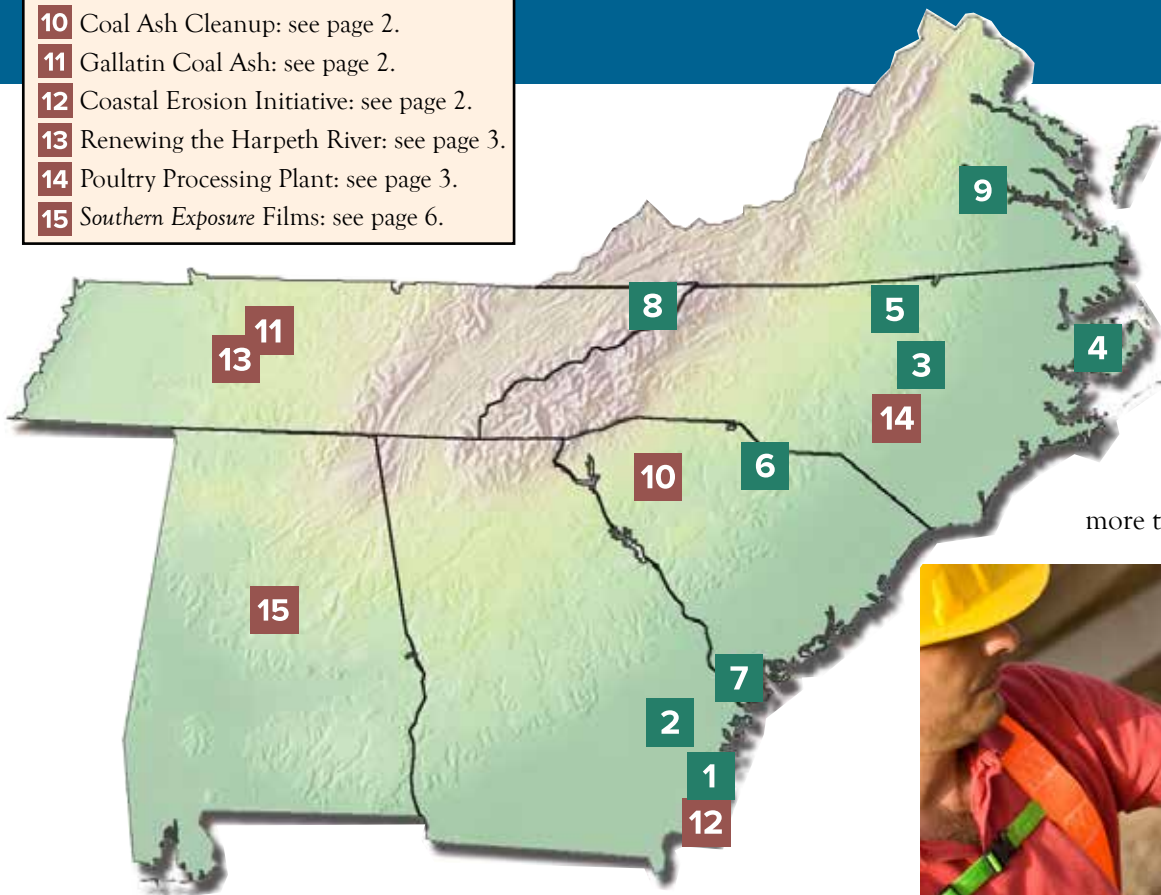 10 Coal Ash Cleanup: see page 2.
11 Gallatin Coal Ash: see page 2.
12 Coastal Erosion Initiative: see page 2.
13 Renewing the Harpeth River: see page 3.
14 Poultry Processing Plant: see page 3.
15 Southern Exposure Films: see page 6.
9
8
5
11
4
13
3
14
6
10
more t
15
7
2
1
12